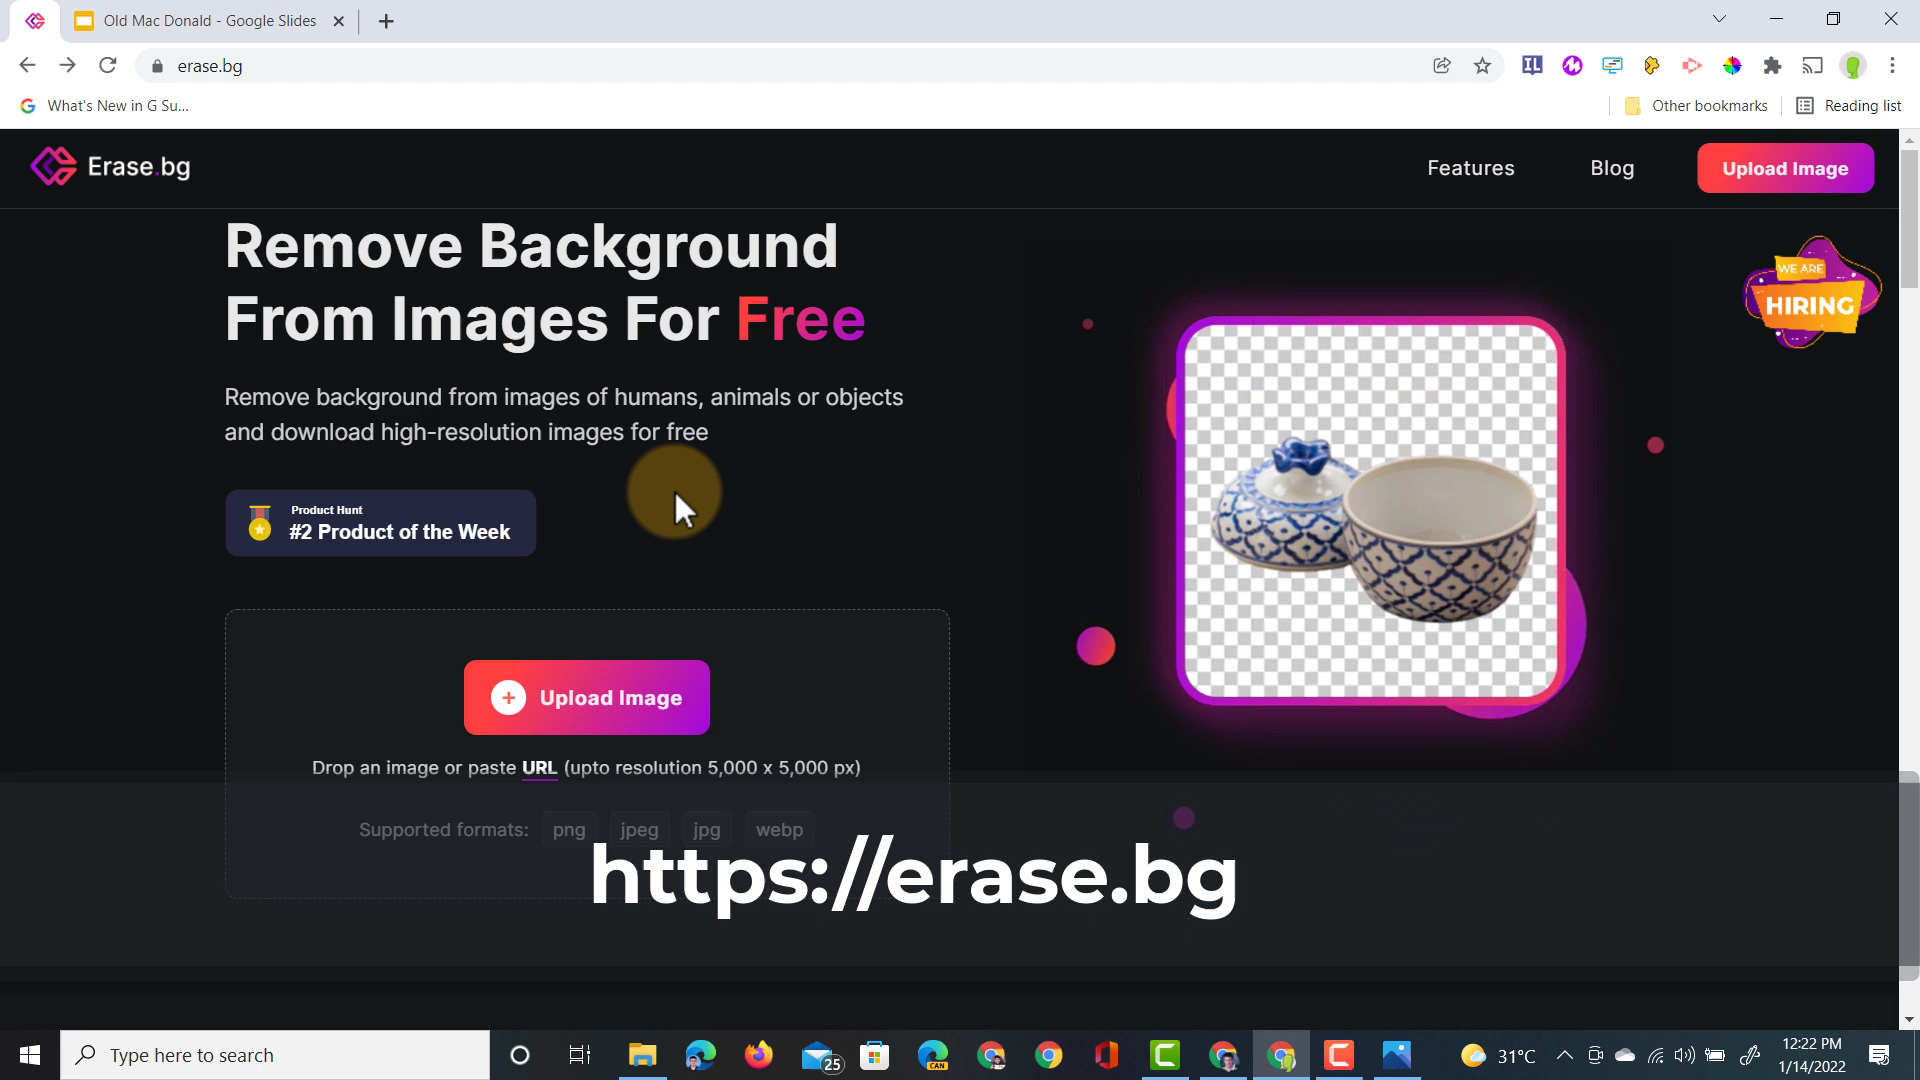 Old Mac Donald - Google Slides
erase.bg
What's New in G Su...
Other bookmarks
Reading list
Erase.bg
Features
Blog
Upload Image
Remove Background
From Images For Free
WE ARE
HIRING
Remove background from images of humans, animals or objects
and download high-resolution images for free
Product Hunt
#2 Product of the Week
Upload Image
Drop an image or paste URL (upto resolution 5,000 x 5,000 px)
Supported formats: png jpeg jpg webp
https://erase.bg
Type here to search
25
CAN
31°C
12:22 PM
1/14/2022
IL